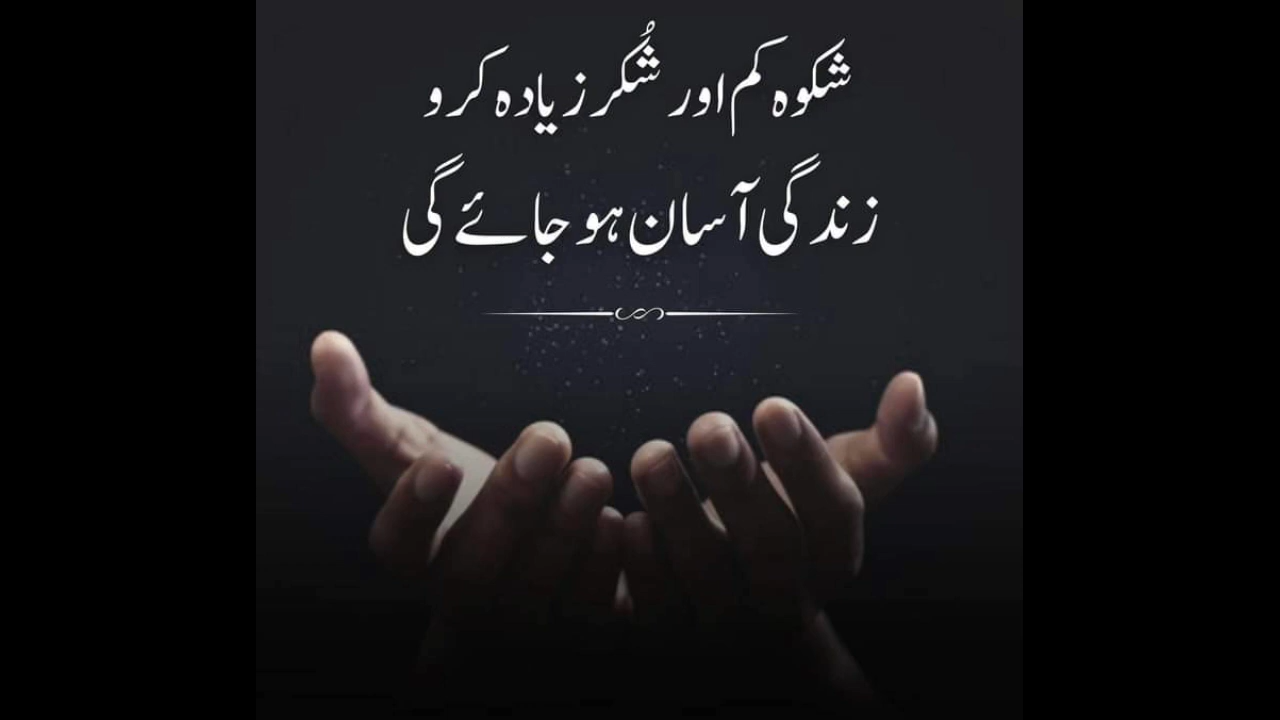 شکوہ کم اور شُکر زیادہ کرو
زندگی آسان ہو جائے گی